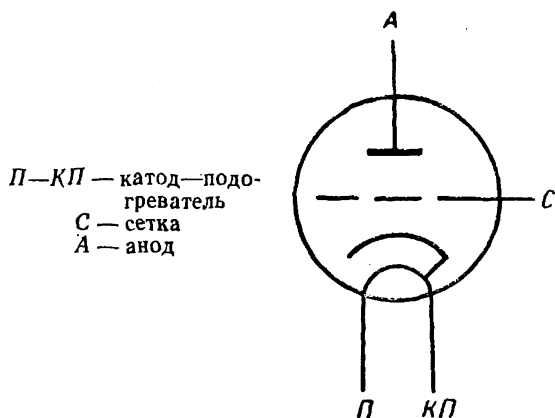 А
П—КП — катод—подо-
греватель
С — сетка
А — анод
С
П
КП